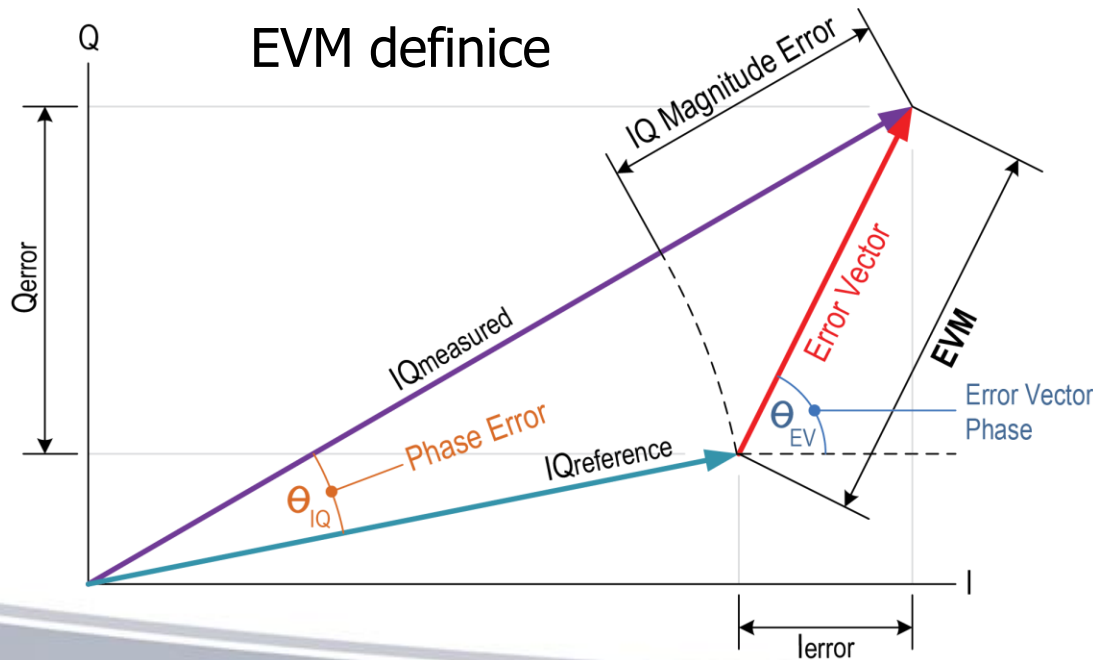 EVM definice
Q
IQ Magnitude Error
Qerror
IQmeasured
Error Vector
EVM
Phase Error
Error Vector
Phase
ΘEV
IQreference
ΘIQ
I
Ierror